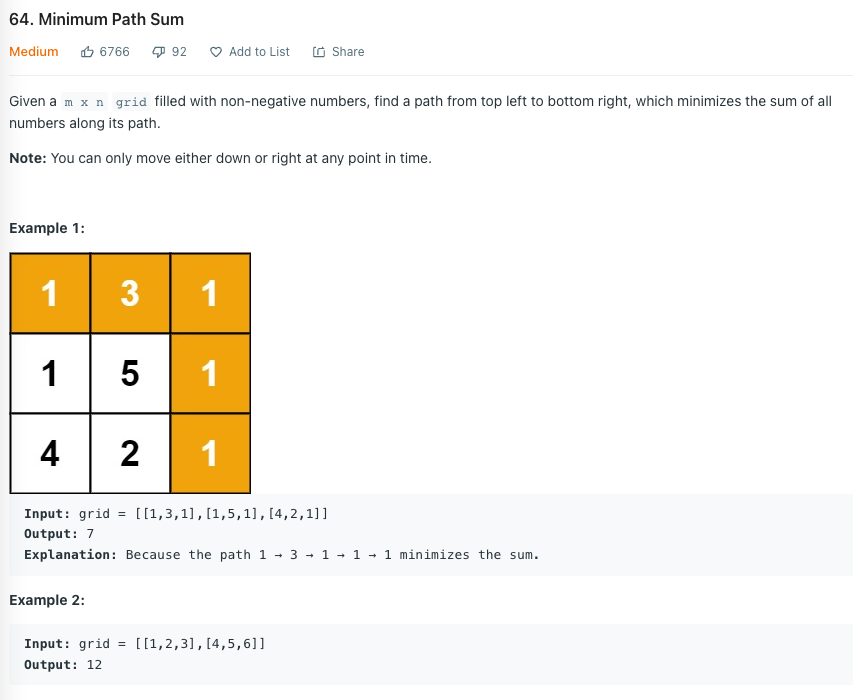 64. Minimum Path Sum
Medium 6766 92 Add to List Share
Given a m x n grid filled with non-negative numbers, find a path from top left to bottom right, which minimizes the sum of all
numbers along its path.
Note: You can only move either down or right at any point in time.
Example 1:
1 3 1
1 5 1
4 2 1
Input: grid = [[1,3,1],[1,5,1],[4,2,1]]
Output: 7
Explanation: Because the path 1 → 3 → 1 → 1 → 1 minimizes the sum.
Example 2:
Input: grid = [[1,2,3],[4,5,6]]
Output: 12